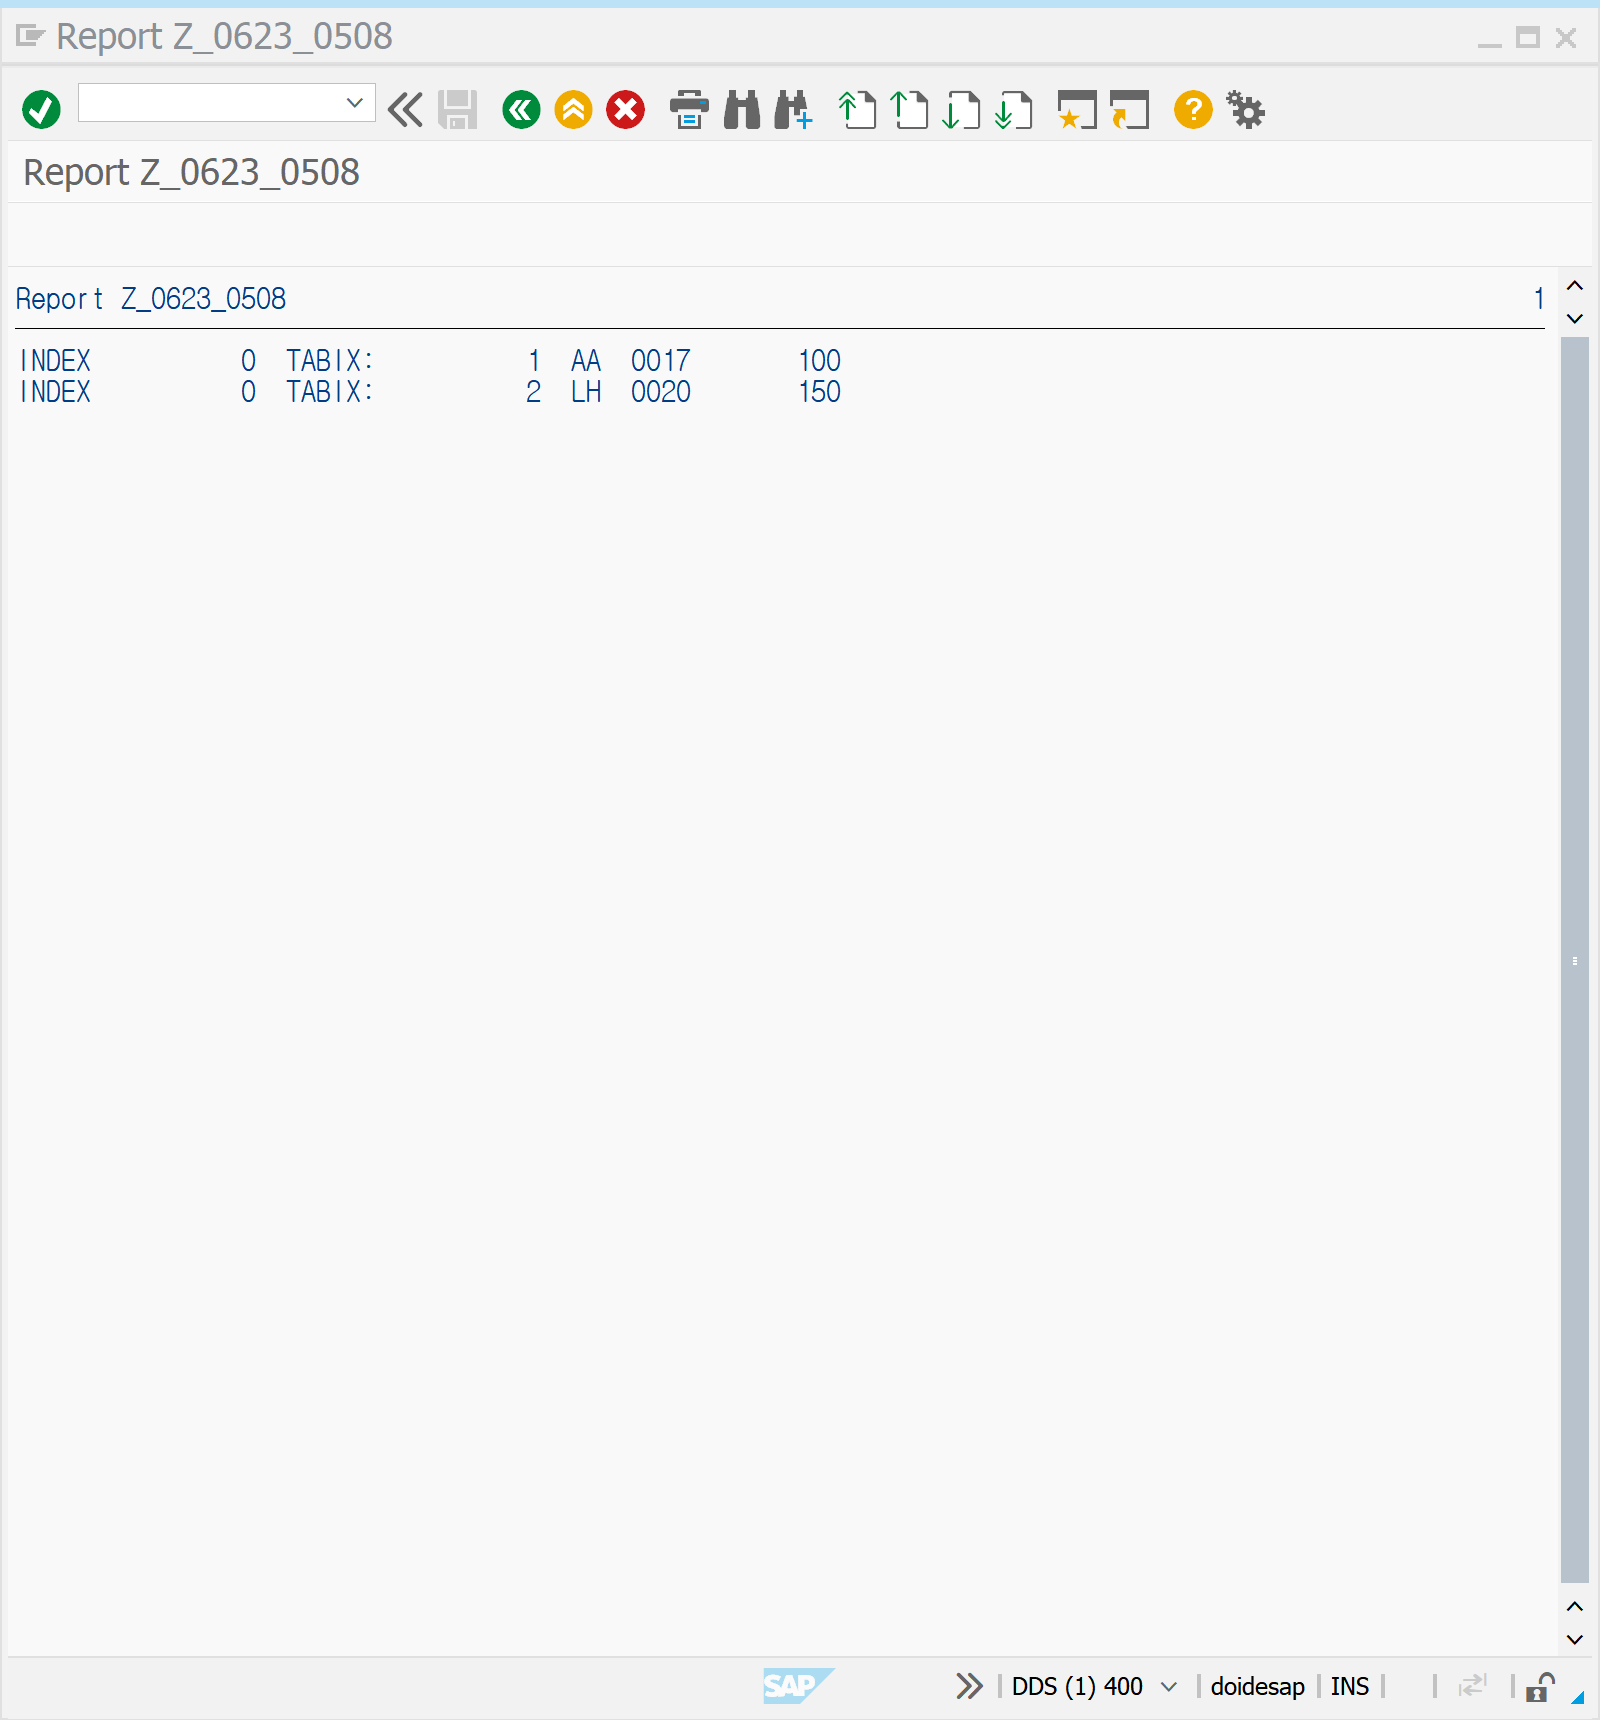 Report Z_0623_0508
Report Z_0623_0508
Report Z_0623_0508 1
INDEX 0 TABIX: 1 AA 0017 100
INDEX 0 TABIX: 2 LH 0020 150
SAP DDS (1) 400 doidesap INS